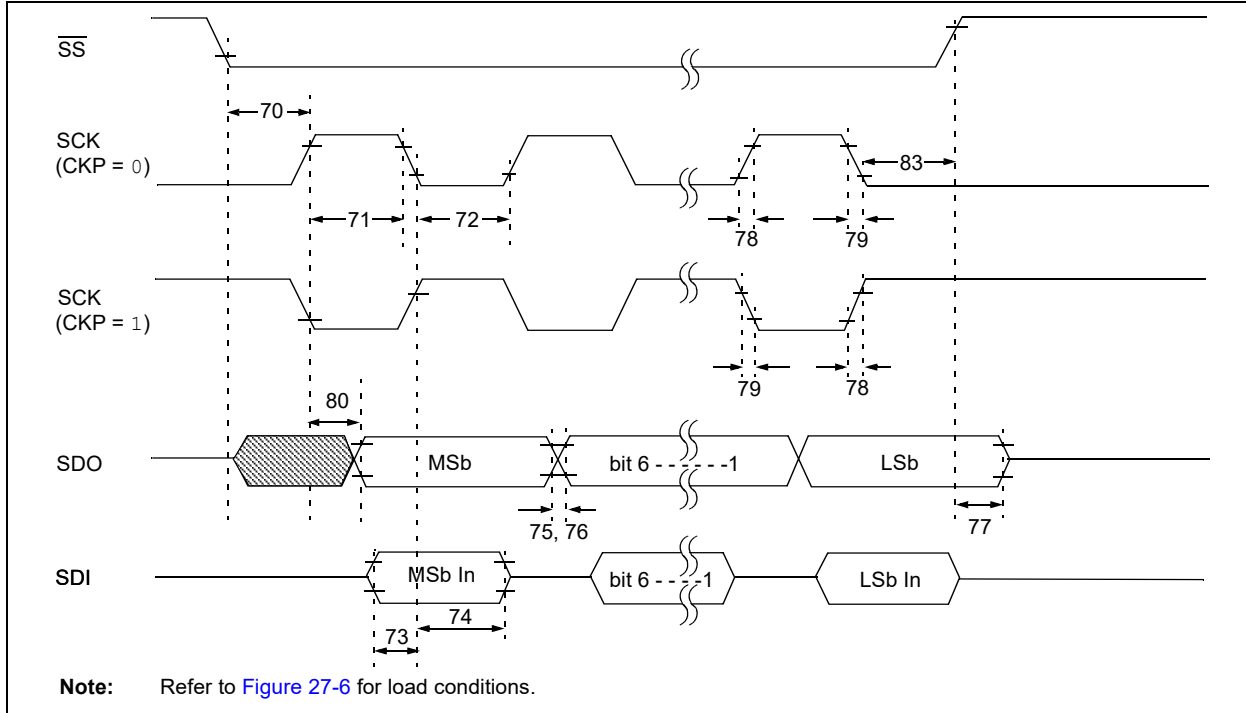 SS
70
SCK
(CKP = 0)
83
71
72
78
79
SCK
(CKP = 1)
79
78
80
SDO
MSb
bit 6 - - - - - -1
LSb
75, 76
77
SDI
MSb In
bit 6 - - - -1
LSb In
74
73
Note: Refer to Figure 27-6 for load conditions.